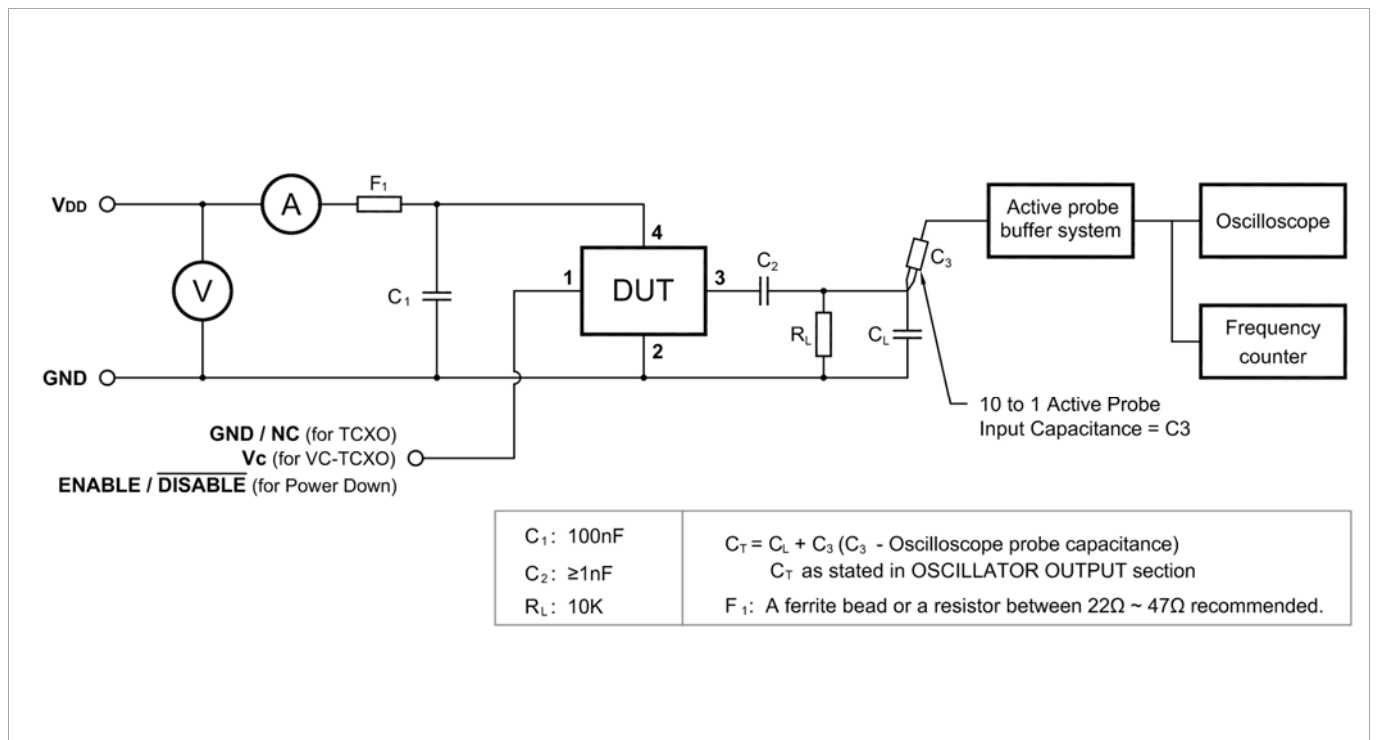 VDD
A
F1
V
C1
4
1
DUT
3
2
C2
RL
CL
C3
Active probe
buffer system
Oscilloscope
Frequency
counter
GND
10 to 1 Active Probe
Input Capacitance = C3
GND / NC (for TCXO)
Vc (for VC-TCXO)
ENABLE / DISABLE (for Power Down)
C1: 100nF
C2: ≥1nF
RL: 10K
CT = CL + C3 (C3 - Oscilloscope probe capacitance)
CT as stated in OSCILLATOR OUTPUT section
F1: A ferrite bead or a resistor between 22Ω ~ 47Ω recommended.